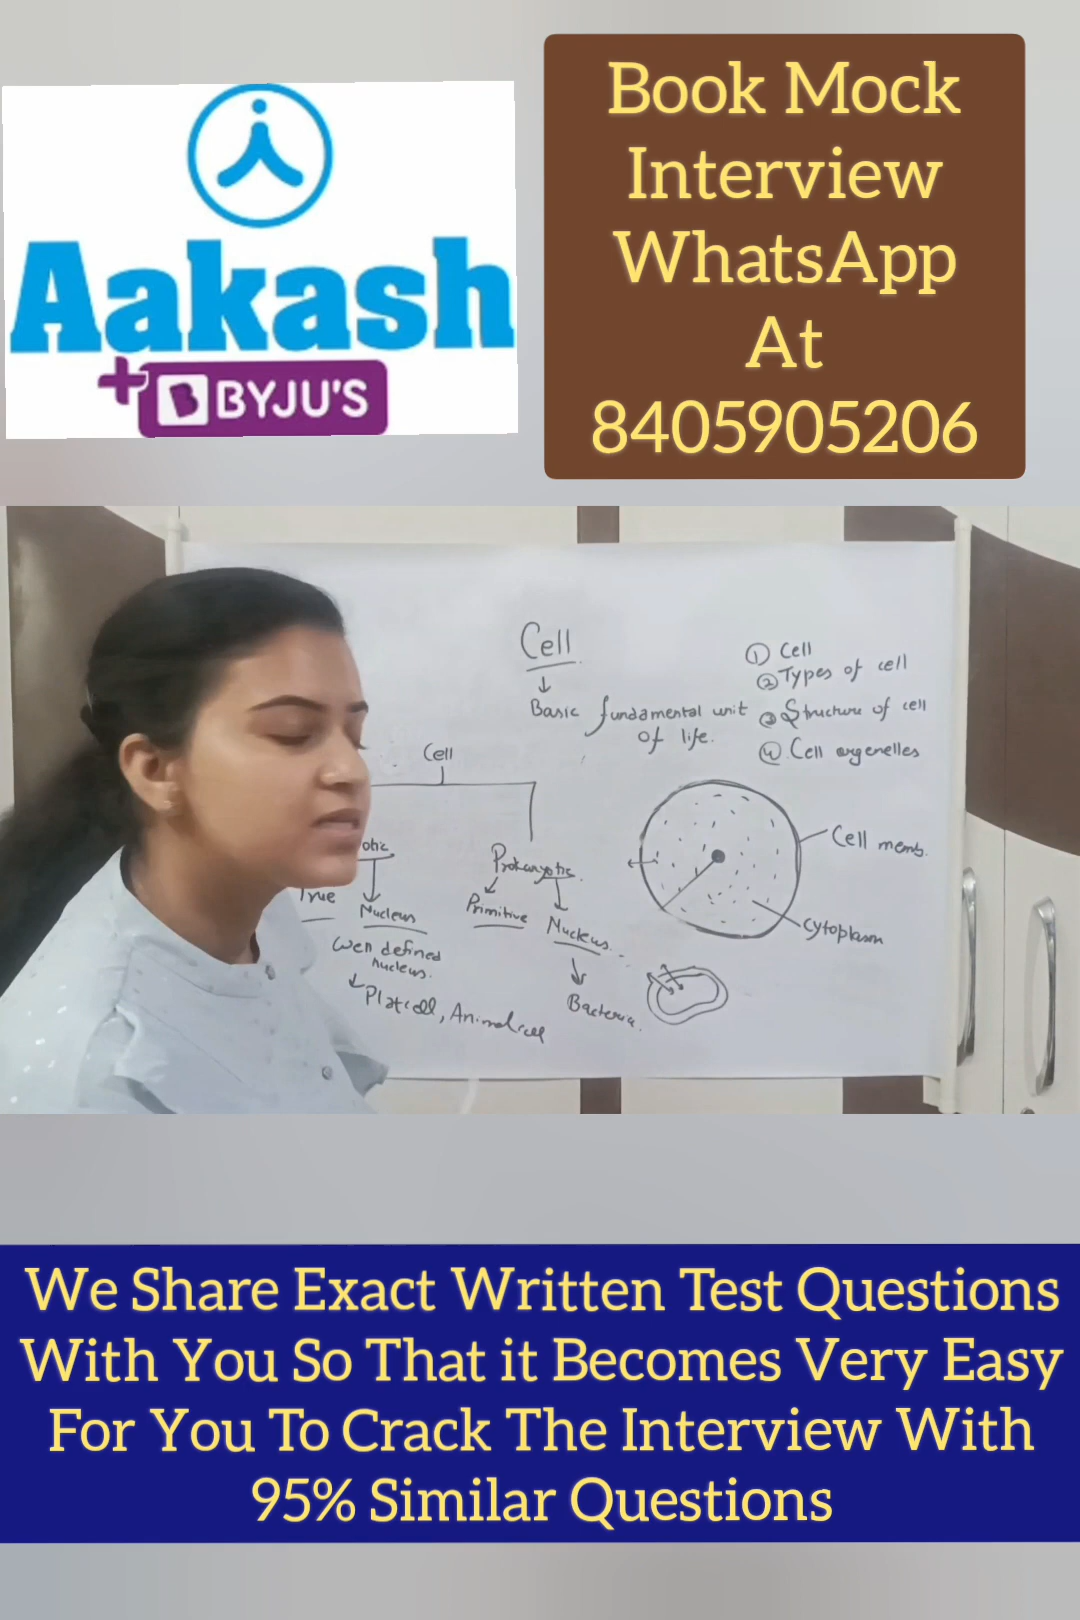 Aakash
+ BYJU'S
Book Mock
Interview
WhatsApp
At
8405905206
Cell
Basic fundamental unit
of life.
① Cell
② Types of cell
③ Structure of cell
④ Cell orgenelles
Cell
otic
Prokaryotic
True
Nucleus
Primitive
Nucleus
Well defined
nucleus.
Bacteria.
Animal cell
Cell memb.
cytoplasm
We Share Exact Written Test Questions
With You So That it Becomes Very Easy
For You To Crack The Interview With
95% Similar Questions